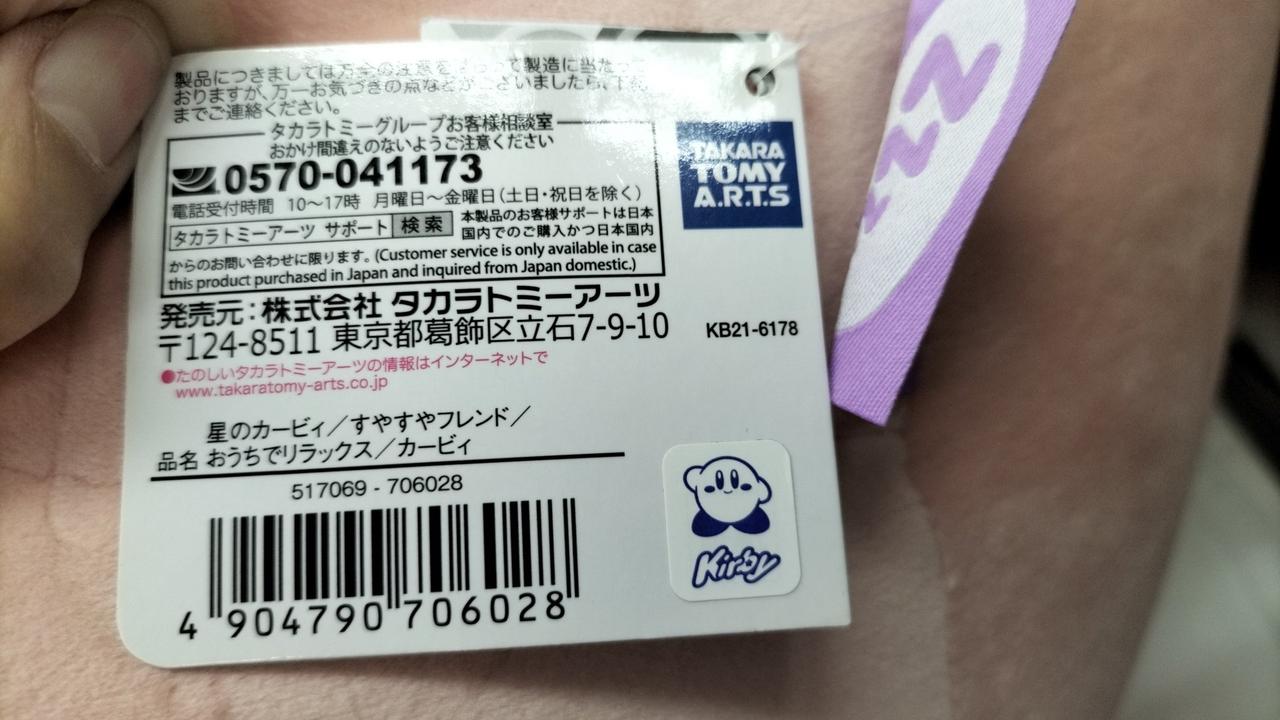 製品につきましては万全の注意をもって製造に当たって
おりますが、万一お気づきの点などがございましたら、下記
までご連絡ください。
タカラトミーグループお客様相談室
おかけ間違えのないようご注意ください
0570-041173
電話受付時間 10～17時 月曜日～金曜日(土日・祝日を除く)
タカラトミーアーツ サポート 検索 本製品のお客様サポートは日本
国内でのご購入かつ日本国内
からのお問い合わせに限ります。(Customer service is only available in case
this product purchased in Japan and inquired from Japan domestic.)
発売元:株式会社 タカラトミーアーツ
〒124-8511 東京都葛飾区立石7-9-10
●たのしいタカラトミーアーツの情報はインターネットで
www.takaratomy-arts.co.jp
星のカービィ／すやすやフレンド／
品名 おうちでリラックス／カービィ
517069 - 706028
4 904790 706028
TAKARA
TOMY
A.R.T.S
KB21-6178
Kirby
ZZZ